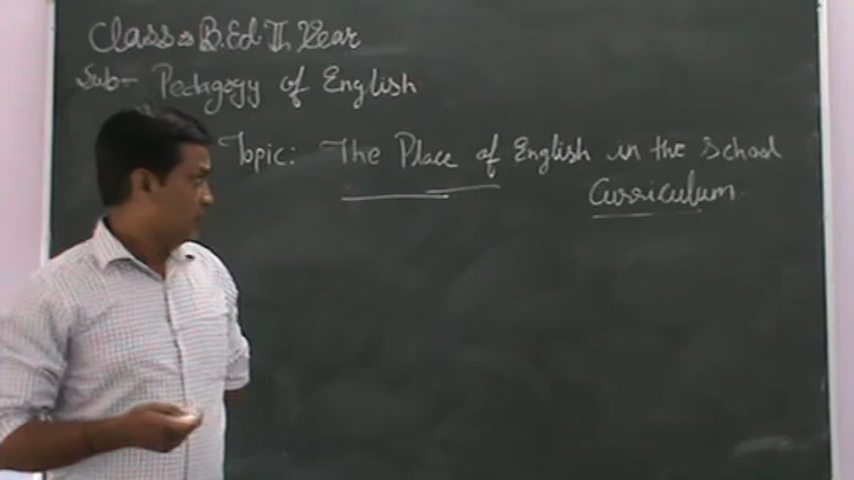 Class:- B.Ed II Year
Sub- Pedagogy of English
Topic: The Place of English in the School
Curriculum.